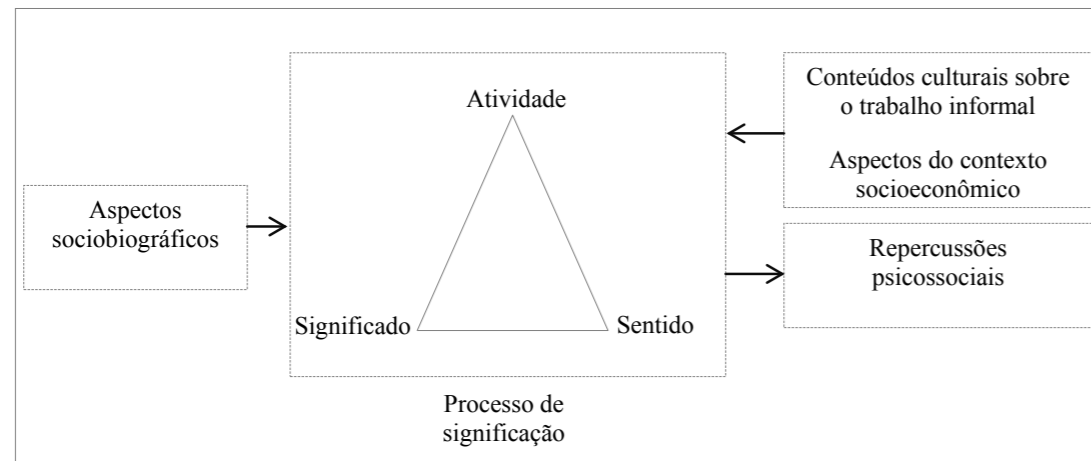 Atividade
Significado
Sentido
Processo de
significação
Aspectos
sociobiográficos
Conteúdos culturais sobre
o trabalho informal
Aspectos do contexto
socioeconômico
Repercussões
psicossociais